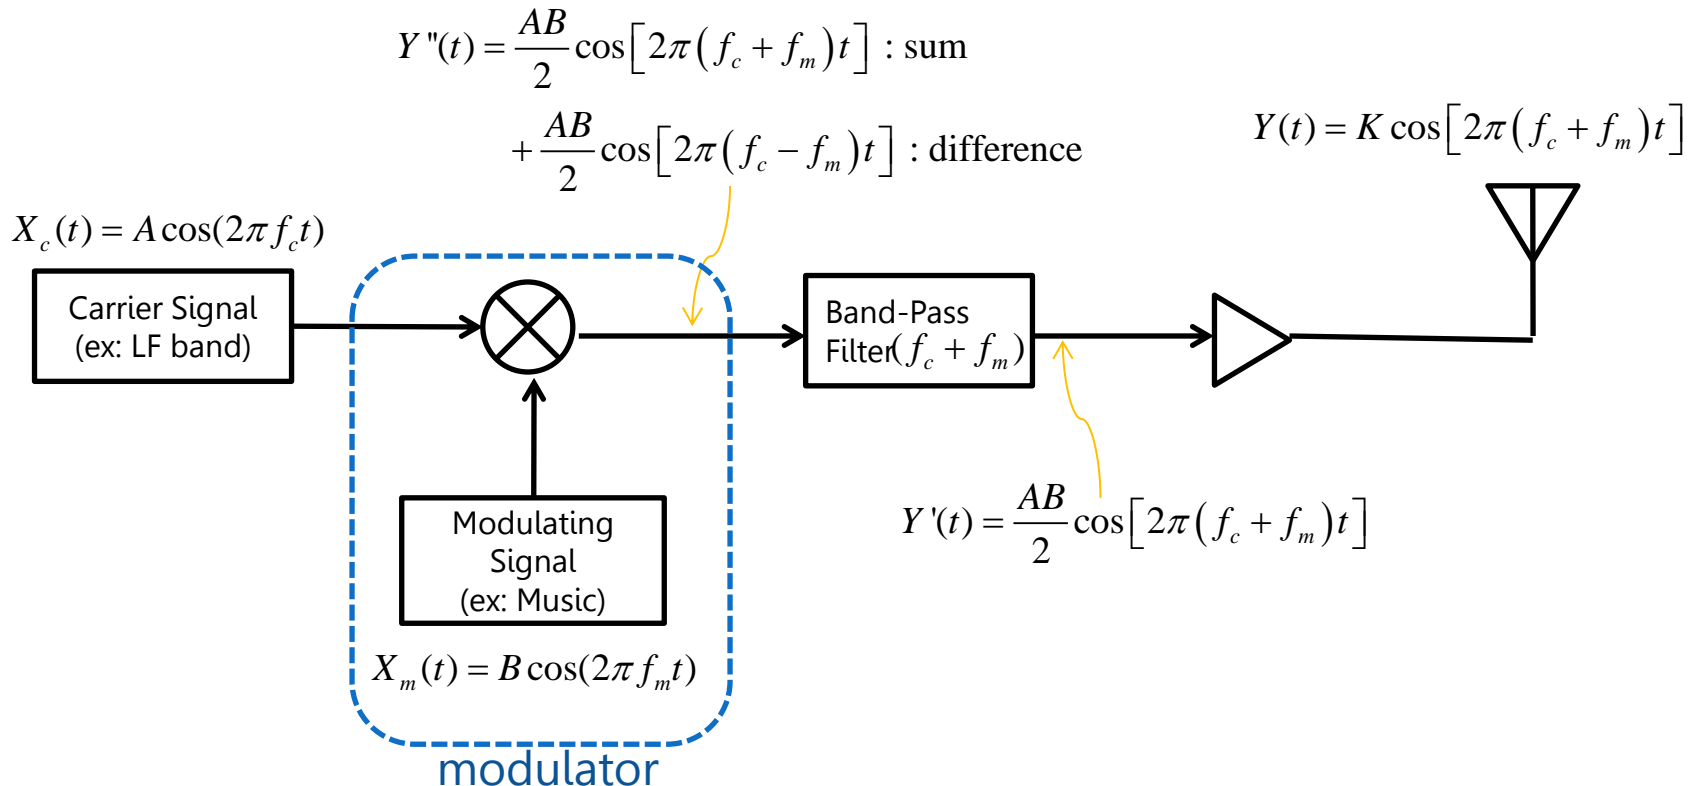 Y "(t) = AB/2 cos[2π(f_c + f_m)t] : sum
+ AB/2 cos[2π(f_c − f_m)t] : difference
Y(t) = K cos[2π(f_c + f_m)t]
X_c(t) = A cos(2πf_c t)
Carrier Signal
(ex: LF band)
Band-Pass
Filter(f_c + f_m)
Modulating
Signal
(ex: Music)
Y '(t) = AB/2 cos[2π(f_c + f_m)t]
X_m(t) = B cos(2πf_m t)
modulator